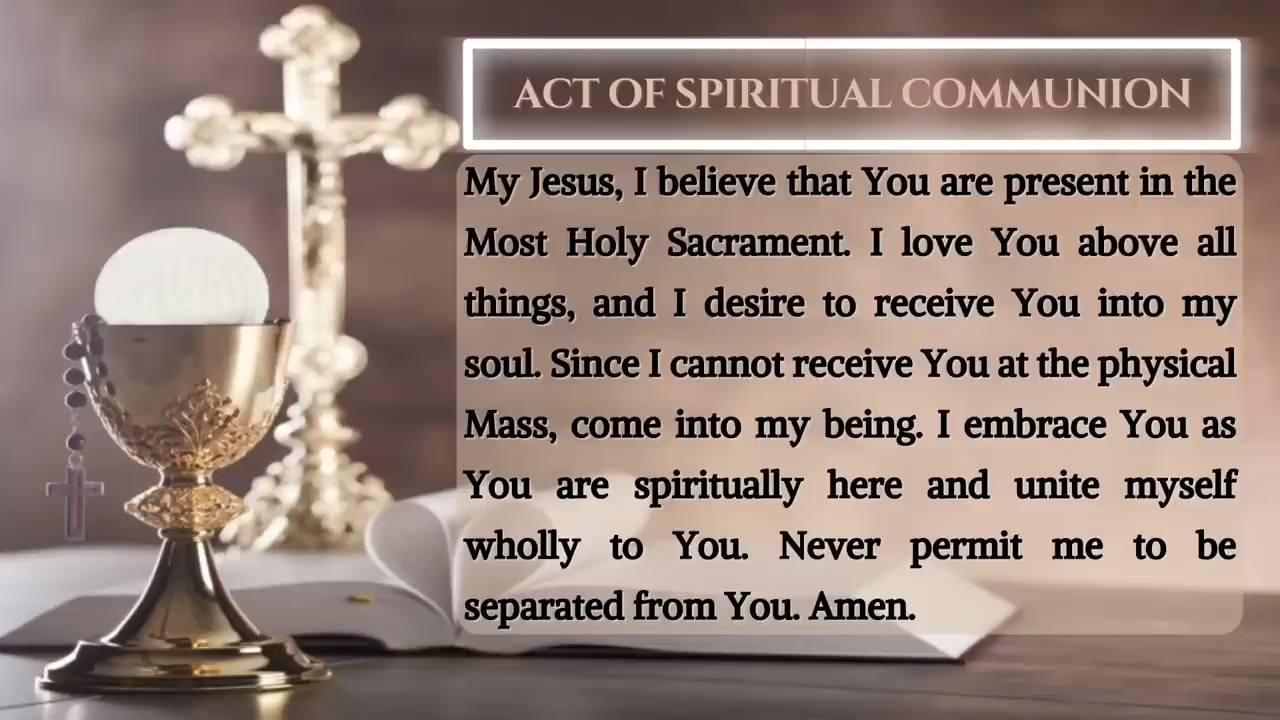 ACT OF SPIRITUAL COMMUNION
My Jesus, I believe that You are present in the
Most Holy Sacrament. I love You above all
things, and I desire to receive You into my
soul. Since I cannot receive You at the physical
Mass, come into my being. I embrace You as
You are spiritually here and unite myself
wholly to You. Never permit me to be
separated from You. Amen.